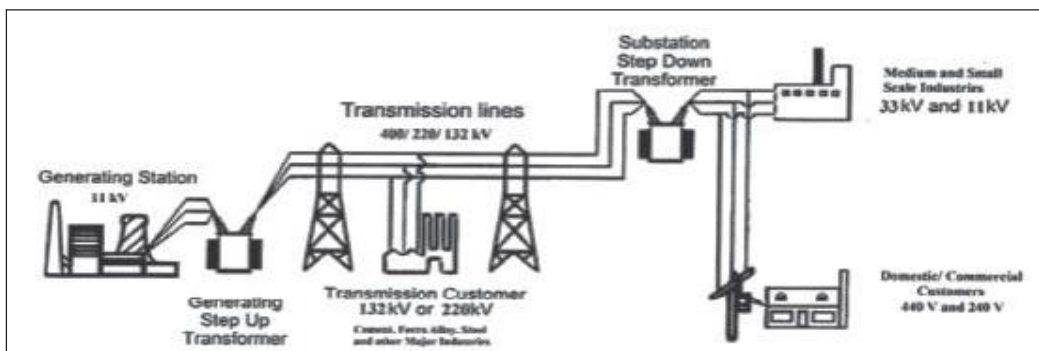 Substation
Step Down
Transformer
Medium and Small
Scale Industries
33kV and 11kV
Transmission lines
400/ 220/ 132 kV
Generating Station
11 kV
Generating
Step Up
Transformer
Transmission Customer
132kV or 220kV
Cement, Ferro Alloy, Steel
and other Major Industries
Domestic/ Commercial
Customers
440 V and 240 V